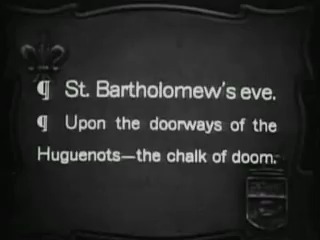 ¶ St. Bartholomew's eve.
¶ Upon the doorways of the
Huguenots—the chalk of doom.